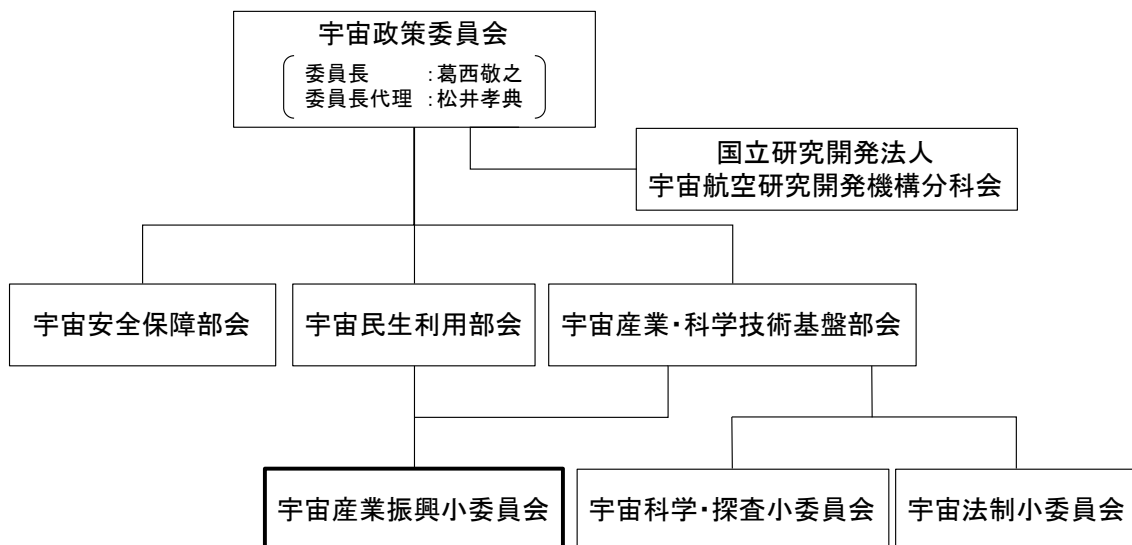 宇宙政策委員会
委員長　　　：葛西敬之
委員長代理　：松井孝典
国立研究開発法人
宇宙航空研究開発機構分科会
宇宙安全保障部会
宇宙民生利用部会
宇宙産業・科学技術基盤部会
宇宙産業振興小委員会
宇宙科学・探査小委員会
宇宙法制小委員会